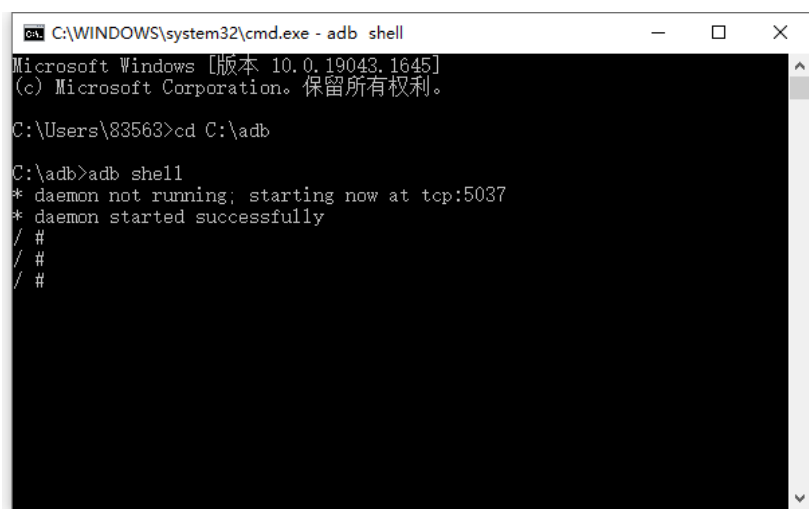 C:\WINDOWS\system32\cmd.exe - adb  shell
Microsoft Windows [版本 10.0.19043.1645]
(c) Microsoft Corporation。保留所有权利。
C:\Users\83563>cd C:\adb
C:\adb>adb shell
* daemon not running; starting now at tcp:5037
* daemon started successfully
/ #
/ #
/ #